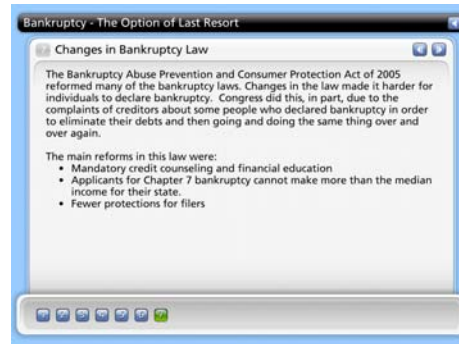 Bankruptcy - The Option of Last Resort
Changes in Bankruptcy Law
The Bankruptcy Abuse Prevention and Consumer Protection Act of 2005
reformed many of the bankruptcy laws. Changes in the law made it harder for
individuals to declare bankruptcy. Congress did this, in part, due to the
complaints of creditors about some people who declared bankruptcy in order
to eliminate their debts and then going and doing the same thing over and
over again.
The main reforms in this law were:
• Mandatory credit counseling and financial education
• Applicants for Chapter 7 bankruptcy cannot make more than the median
income for their state.
• Fewer protections for filers